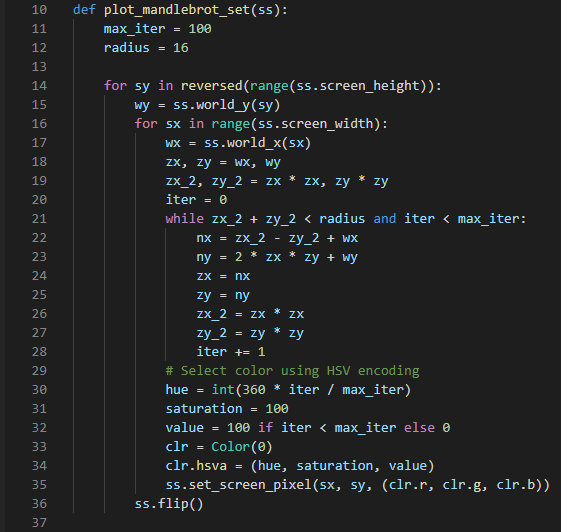 10 def plot_mandlebrot_set(ss):
11     max_iter = 100
12     radius = 16
13
14     for sy in reversed(range(ss.screen_height)):
15         wy = ss.world_y(sy)
16         for sx in range(ss.screen_width):
17             wx = ss.world_x(sx)
18             zx, zy = wx, wy
19             zx_2, zy_2 = zx * zx, zy * zy
20             iter = 0
21             while zx_2 + zy_2 < radius and iter < max_iter:
22                 nx = zx_2 - zy_2 + wx
23                 ny = 2 * zx * zy + wy
24                 zx = nx
25                 zy = ny
26                 zx_2 = zx * zx
27                 zy_2 = zy * zy
28                 iter += 1
29             # Select color using HSV encoding
30             hue = int(360 * iter / max_iter)
31             saturation = 100
32             value = 100 if iter < max_iter else 0
33             clr = Color(0)
34             clr.hsva = (hue, saturation, value)
35             ss.set_screen_pixel(sx, sy, (clr.r, clr.g, clr.b))
36         ss.flip()
37